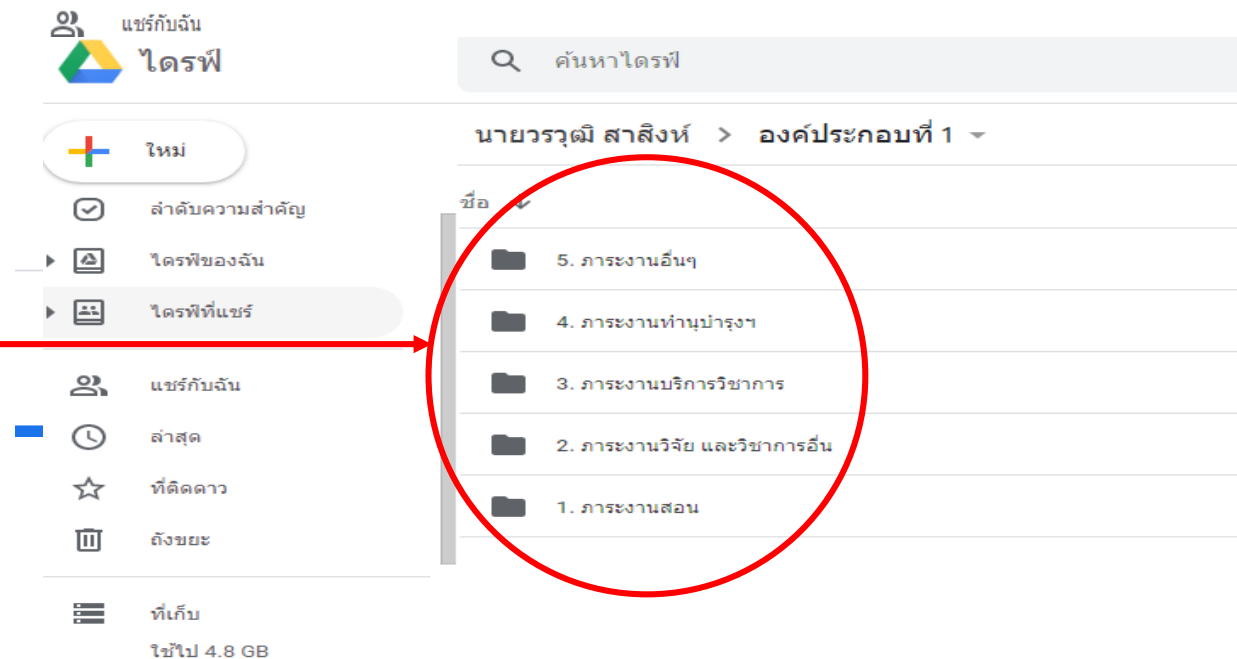 แชร์กับฉัน
ไดรฟ์
ค้นหาไดรฟ์
ใหม่
นายวรวุฒิ สาสิงห์ > องค์ประกอบที่ 1
ลำดับความสำคัญ
ไดรฟ์ของฉัน
ไดรฟ์ที่แชร์
แชร์กับฉัน
ล่าสุด
ที่ติดดาว
ถังขยะ
ที่เก็บ
ใช้ไป 4.8 GB
ชื่อ
5. ภาระงานอื่นๆ
4. ภาระงานทำนุบำรุงฯ
3. ภาระงานบริการวิชาการ
2. ภาระงานวิจัย และวิชาการอื่น
1. ภาระงานสอน